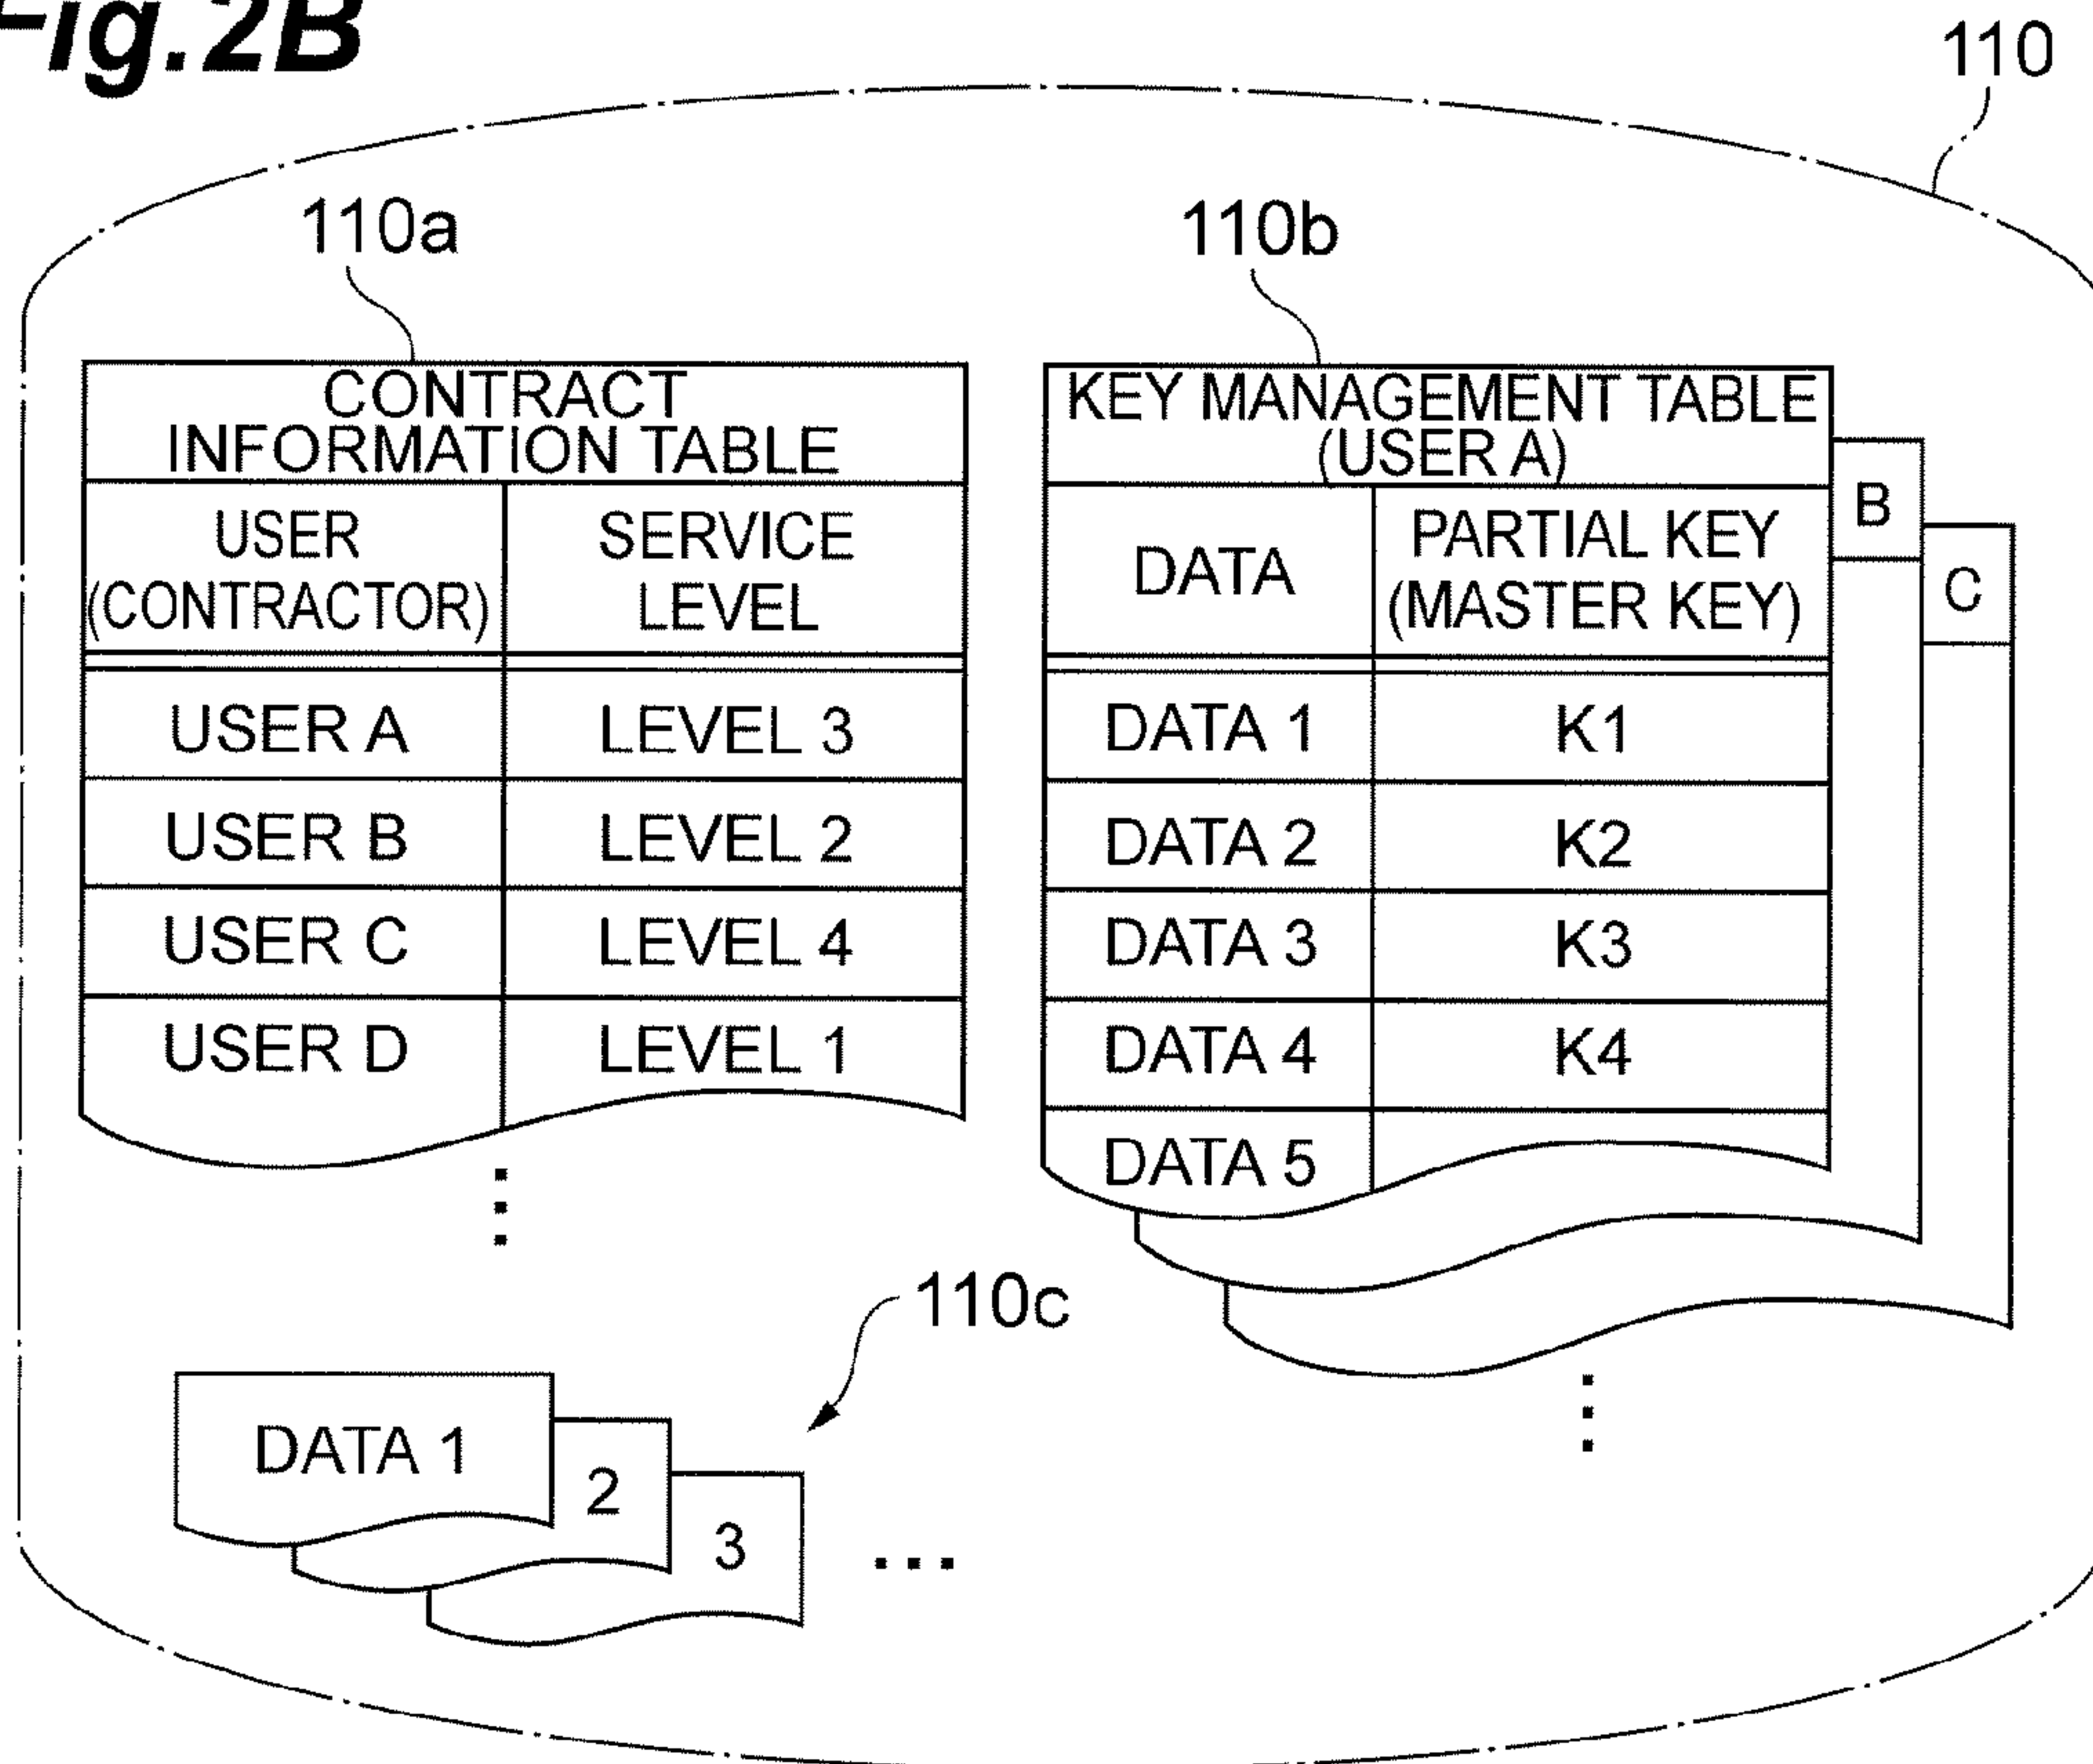 Fig.2B
110
110a
110b
CONTRACT
INFORMATION TABLE
USER
(CONTRACTOR)
SERVICE
LEVEL
USER A
LEVEL 3
USER B
LEVEL 2
USER C
LEVEL 4
USER D
LEVEL 1
KEY MANAGEMENT TABLE
(USER A)
DATA
PARTIAL KEY
(MASTER KEY)
DATA 1
K1
DATA 2
K2
DATA 3
K3
DATA 4
K4
DATA 5
B
C
110c
DATA 1
2
3